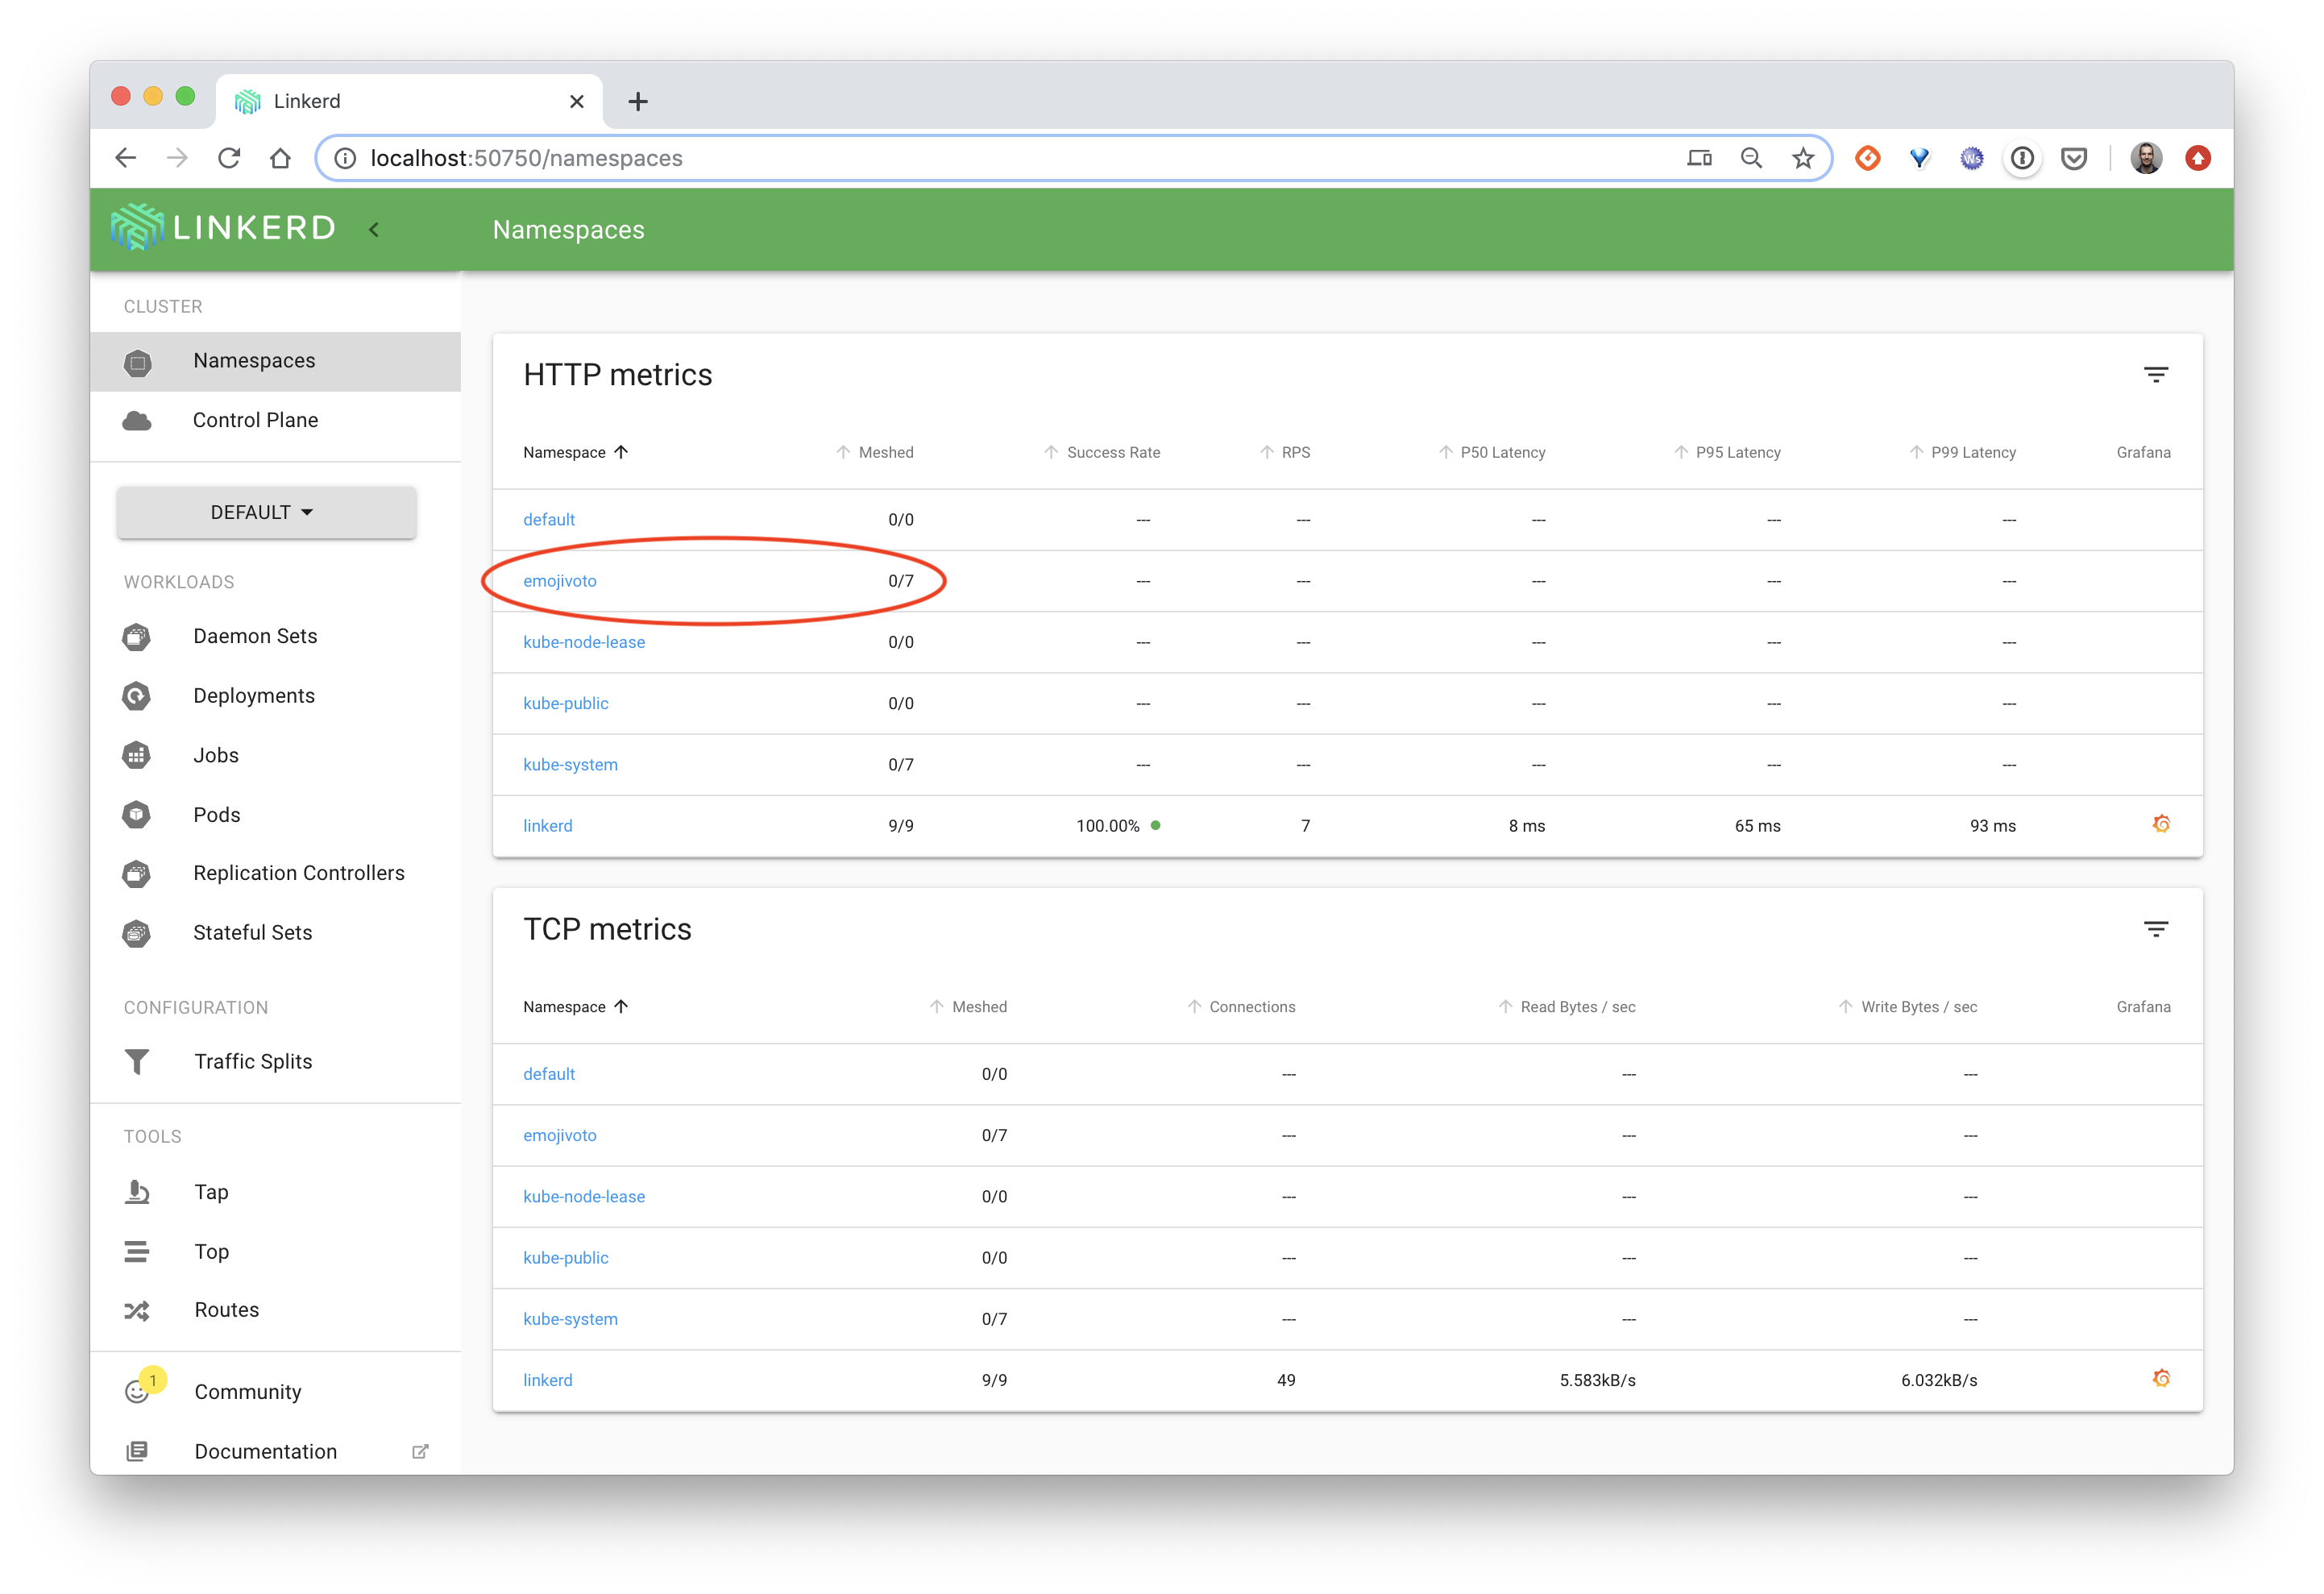 Linkerd
localhost:50750/namespaces
Ws
LINKERD
Namespaces
CLUSTER
Namespaces
Control Plane
DEFAULT
WORKLOADS
Daemon Sets
Deployments
Jobs
Pods
Replication Controllers
Stateful Sets
CONFIGURATION
Traffic Splits
TOOLS
Tap
Top
Routes
1
Community
Documentation
HTTP metrics
Namespace Meshed Success Rate RPS P50 Latency P95 Latency P99 Latency Grafana
default 0/0 --- --- --- --- ---
emojivoto 0/7 --- --- --- --- ---
kube-node-lease 0/0 --- --- --- --- ---
kube-public 0/0 --- --- --- --- ---
kube-system 0/7 --- --- --- --- ---
linkerd 9/9 100.00% 7 8 ms 65 ms 93 ms
TCP metrics
Namespace Meshed Connections Read Bytes / sec Write Bytes / sec Grafana
default 0/0 --- --- ---
emojivoto 0/7 --- --- ---
kube-node-lease 0/0 --- --- ---
kube-public 0/0 --- --- ---
kube-system 0/7 --- --- ---
linkerd 9/9 49 5.583kB/s 6.032kB/s